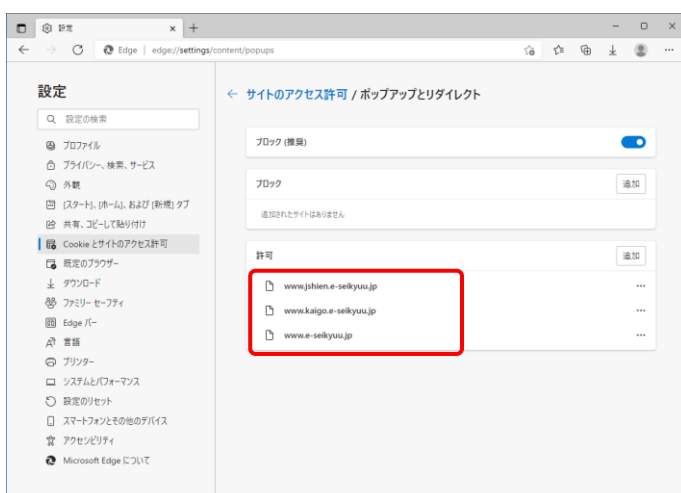 設定
Edge | edge://settings/content/popups
設定
設定の検索
プロファイル
プライバシー、検索、サービス
外観
[スタート]、[ホーム]、および [新規] タブ
共有、コピーして貼り付け
Cookie とサイトのアクセス許可
既定のブラウザー
ダウンロード
ファミリー セーフティ
Edge バー
言語
プリンター
システムとパフォーマンス
設定のリセット
スマートフォンとその他のデバイス
アクセシビリティ
Microsoft Edge について
サイトのアクセス許可 / ポップアップとリダイレクト
ブロック (推奨)
ブロック
追加
追加されたサイトはありません
許可
追加
www.jshien.e-seikyuu.jp
www.kaigo.e-seikyuu.jp
www.e-seikyuu.jp